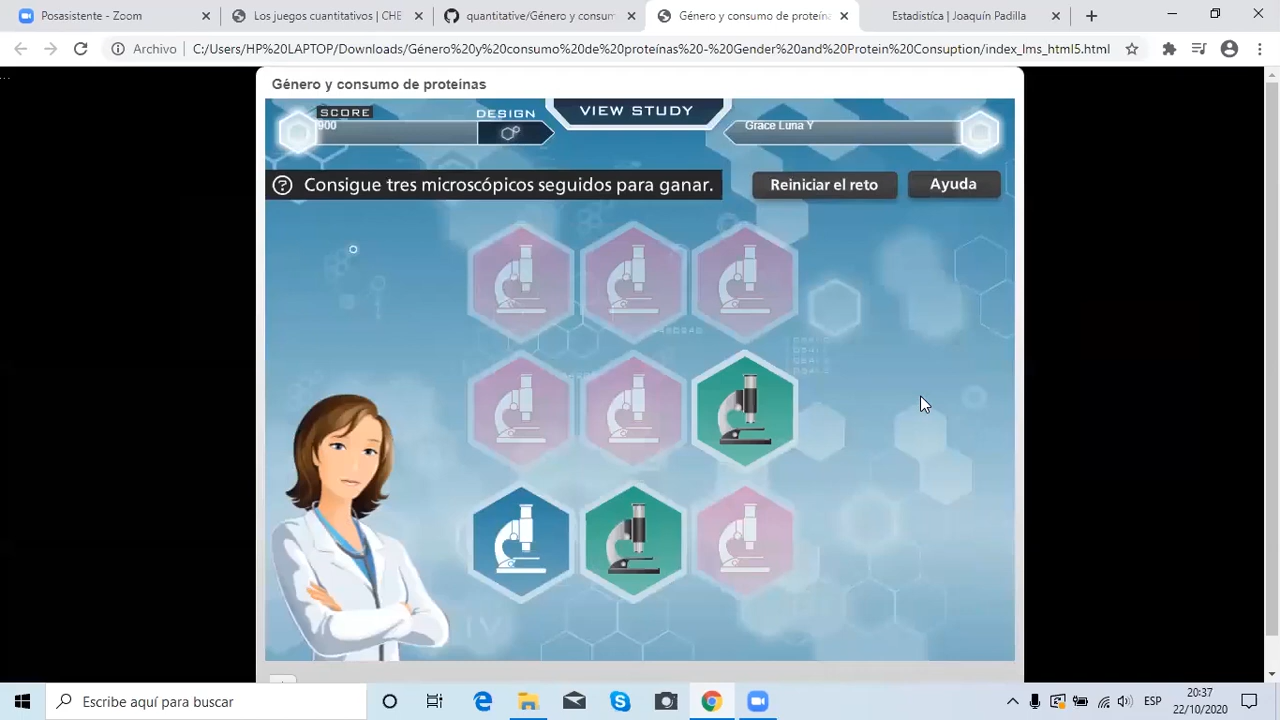 Posasistente - Zoom
Los juegos cuantitativos | CHE
quantitative/Género y consum
Género y consumo de proteína
Estadistíca | Joaquín Padilla
Archivo
C:/Users/HP%20LAPTOP/Downloads/Género%20y%20consumo%20de%20proteínas%20-%20Gender%20and%20Protein%20Consuption/index_lms_html5.html
Género y consumo de proteínas
SCORE
900
DESIGN
VIEW STUDY
Grace Luna Y
Consigue tres microscópicos seguidos para ganar.
Reiniciar el reto
Ayuda
Escribe aquí para buscar
ESP
20:37
22/10/2020